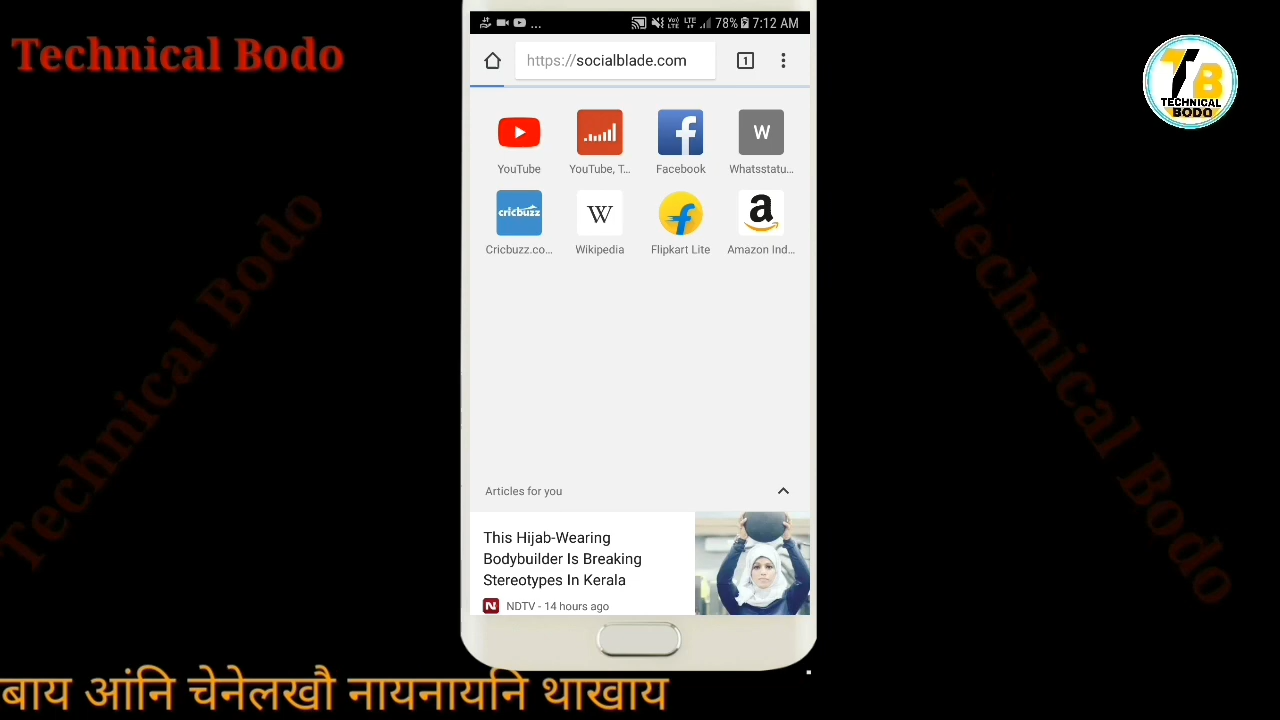 Technical Bodo
... LTE 78% 7:12 AM
https://socialblade.com 1
TECHNICAL
BODO
YouTube YouTube, T... Facebook Whatsstatu...
W
cricbuzz
Cricbuzz.co... Wikipedia Flipkart Lite Amazon Ind...
Technical Bodo
Technical Bodo
Articles for you
This Hijab-Wearing
Bodybuilder Is Breaking
Stereotypes In Kerala
N NDTV - 14 hours ago
बाय आंनि चेनेलखौ नायनायनि थाखाय